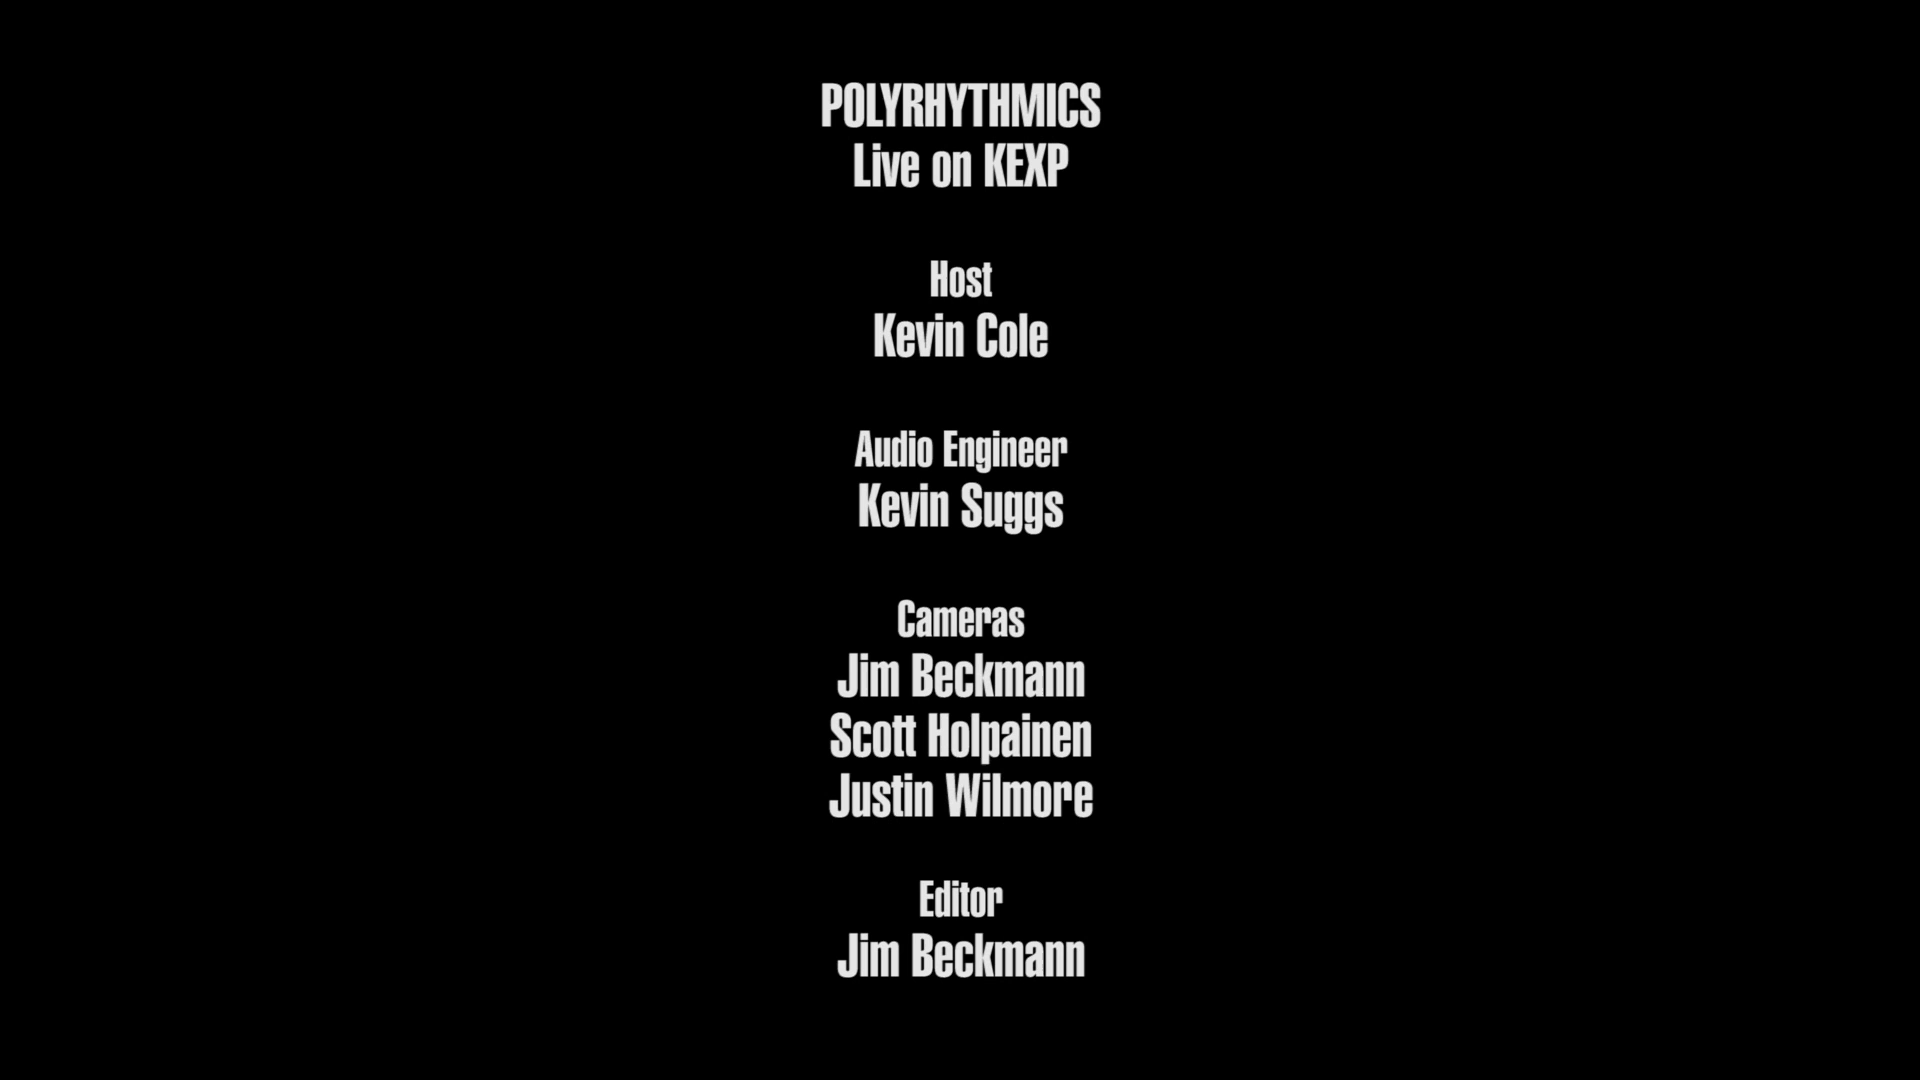 POLYRHYTHMICS
Live on KEXP
Host
Kevin Cole
Audio Engineer
Kevin Suggs
Cameras
Jim Beckmann
Scott Holpainen
Justin Wilmore
Editor
Jim Beckmann